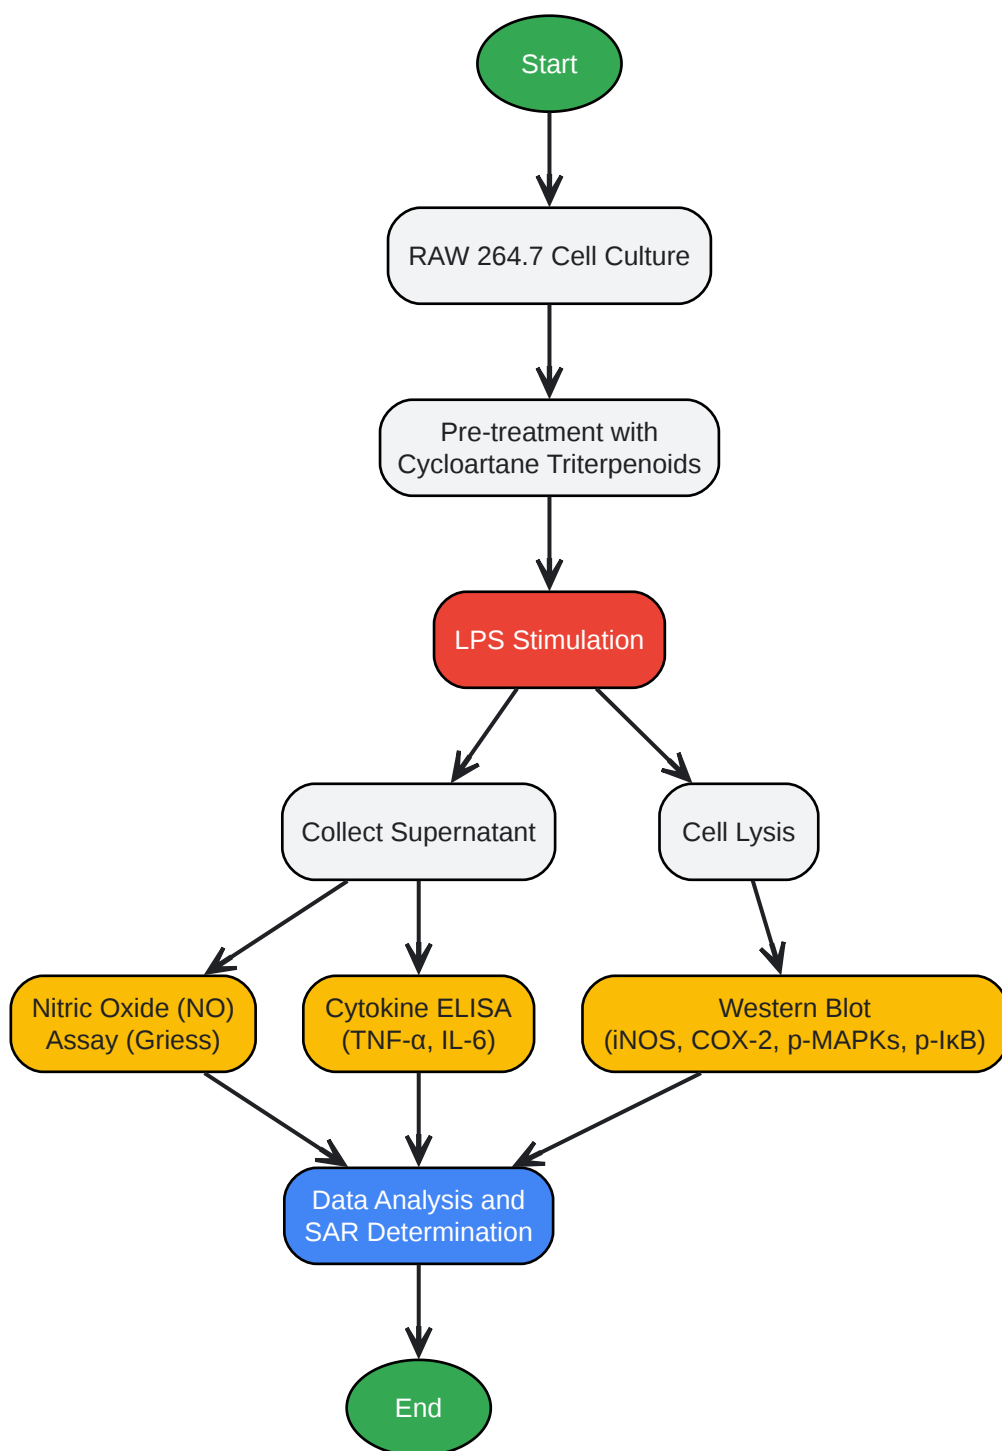 Start
RAW 264.7 Cell Culture
Pre-treatment with
Cycloartane Triterpenoids
LPS Stimulation
Collect Supernatant
Cell Lysis
Nitric Oxide (NO)
Assay (Griess)
Cytokine ELISA
(TNF-α, IL-6)
Western Blot
(iNOS, COX-2, p-MAPKs, p-IκB)
Data Analysis and
SAR Determination
End